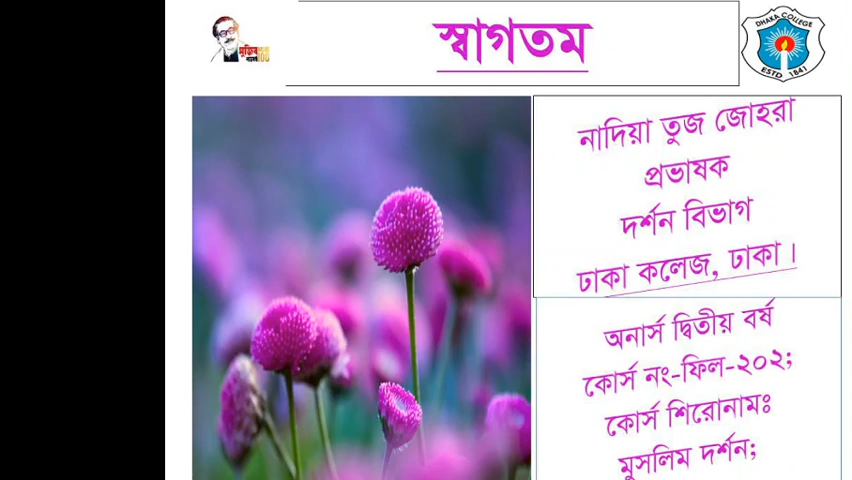 স্বাগতম
DHAKA COLLEGE
ESTD 1841
নাদিয়া তুজ জোহরা
প্রভাষক
দর্শন বিভাগ
ঢাকা কলেজ, ঢাকা।
অনার্স দ্বিতীয় বর্ষ
কোর্স নং-ফিল-২০২;
কোর্স শিরোনামঃ
মুসলিম দর্শন;